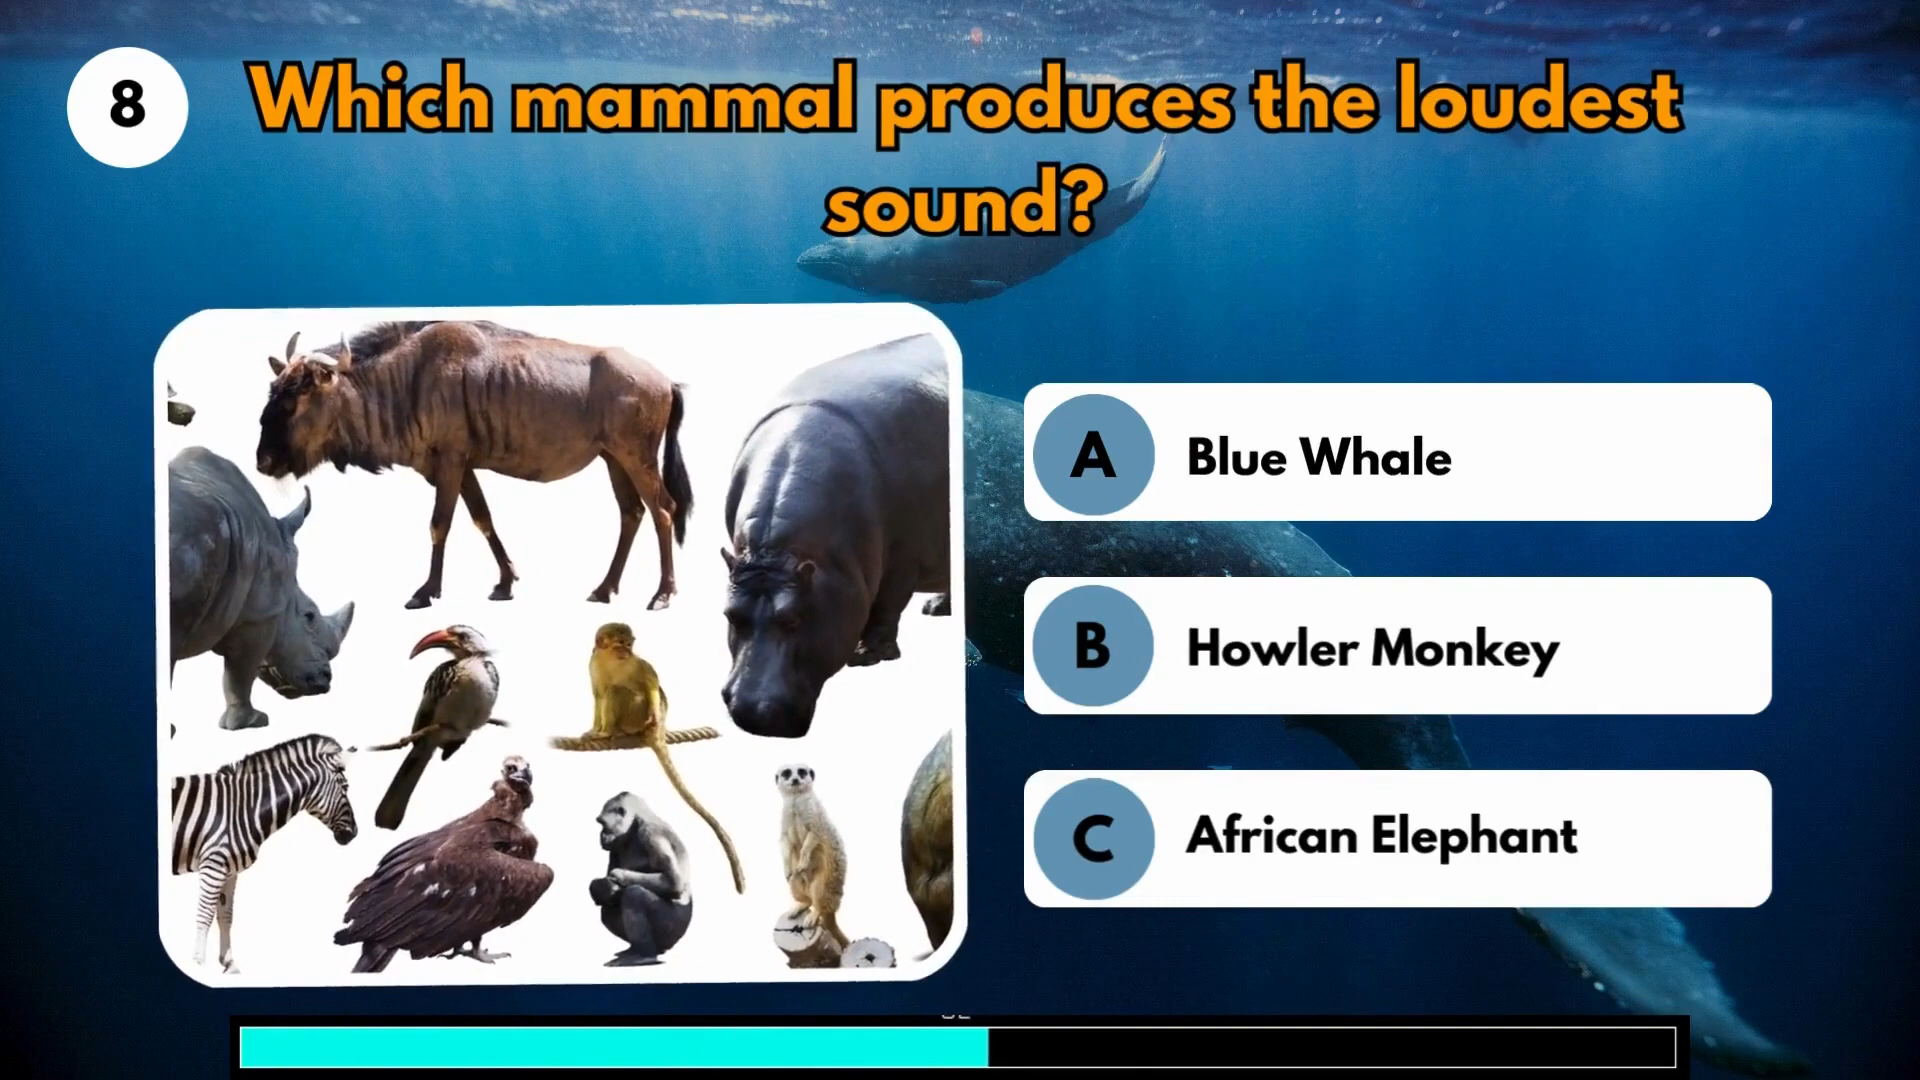 8
Which mammal produces the loudest
sound?
A
Blue Whale
B
Howler Monkey
C
African Elephant